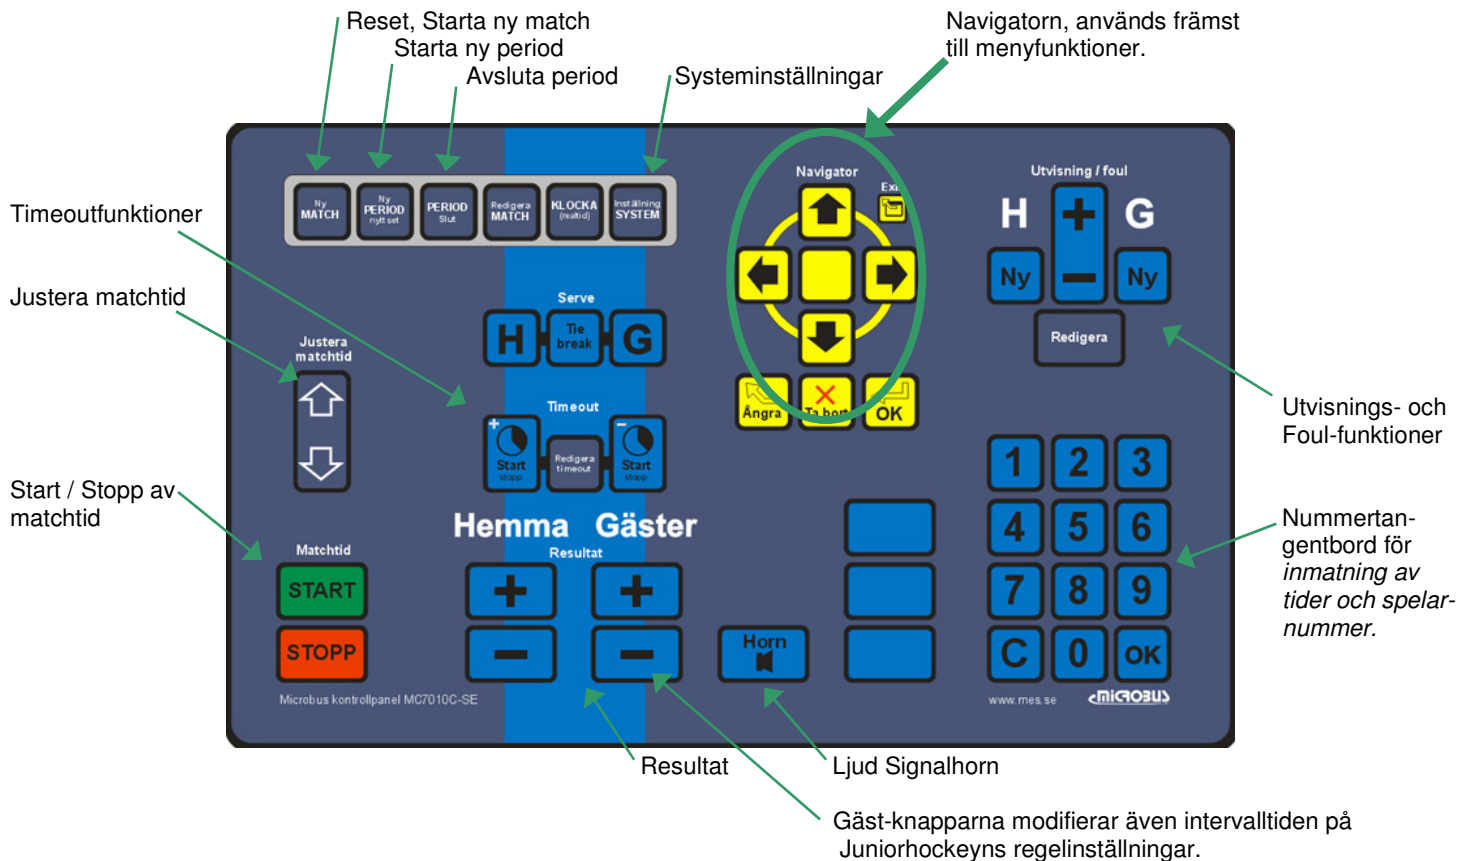 Reset, Starta ny match
Starta ny period
Avsluta period
Systeminställningar
Navigatorn, används främst
till menyfunktioner.
Timeoutfunktioner
Justera matchtid
Start / Stopp av
matchtid
Ny
MATCH
Ny
PERIOD
nytt set
PERIOD
Slut
Redigera
MATCH
KLOCKA
(realtid)
Inställning
SYSTEM
Navigator
Exit
Ångra
Ta bort
OK
Utvisning / foul
H
+
G
Ny
−
Ny
Redigera
Serve
H
Tie
break
G
Justera
matchtid
Timeout
+
Start
stopp
Redigera
timeout
−
Start
stopp
Hemma Gäster
Resultat
+
+
−
−
Matchtid
START
STOPP
Horn
1 2 3
4 5 6
7 8 9
C 0 OK
Microbus kontrollpanel MC7010C-SE
www.mes.se
MICROBUS
Utvisnings- och
Foul-funktioner
Nummertan-
gentbord för
inmatning av
tider och spelar-
nummer.
Resultat
Ljud Signalhorn
Gäst-knapparna modifierar även intervalltiden på
Juniorhockeyns regelinställningar.